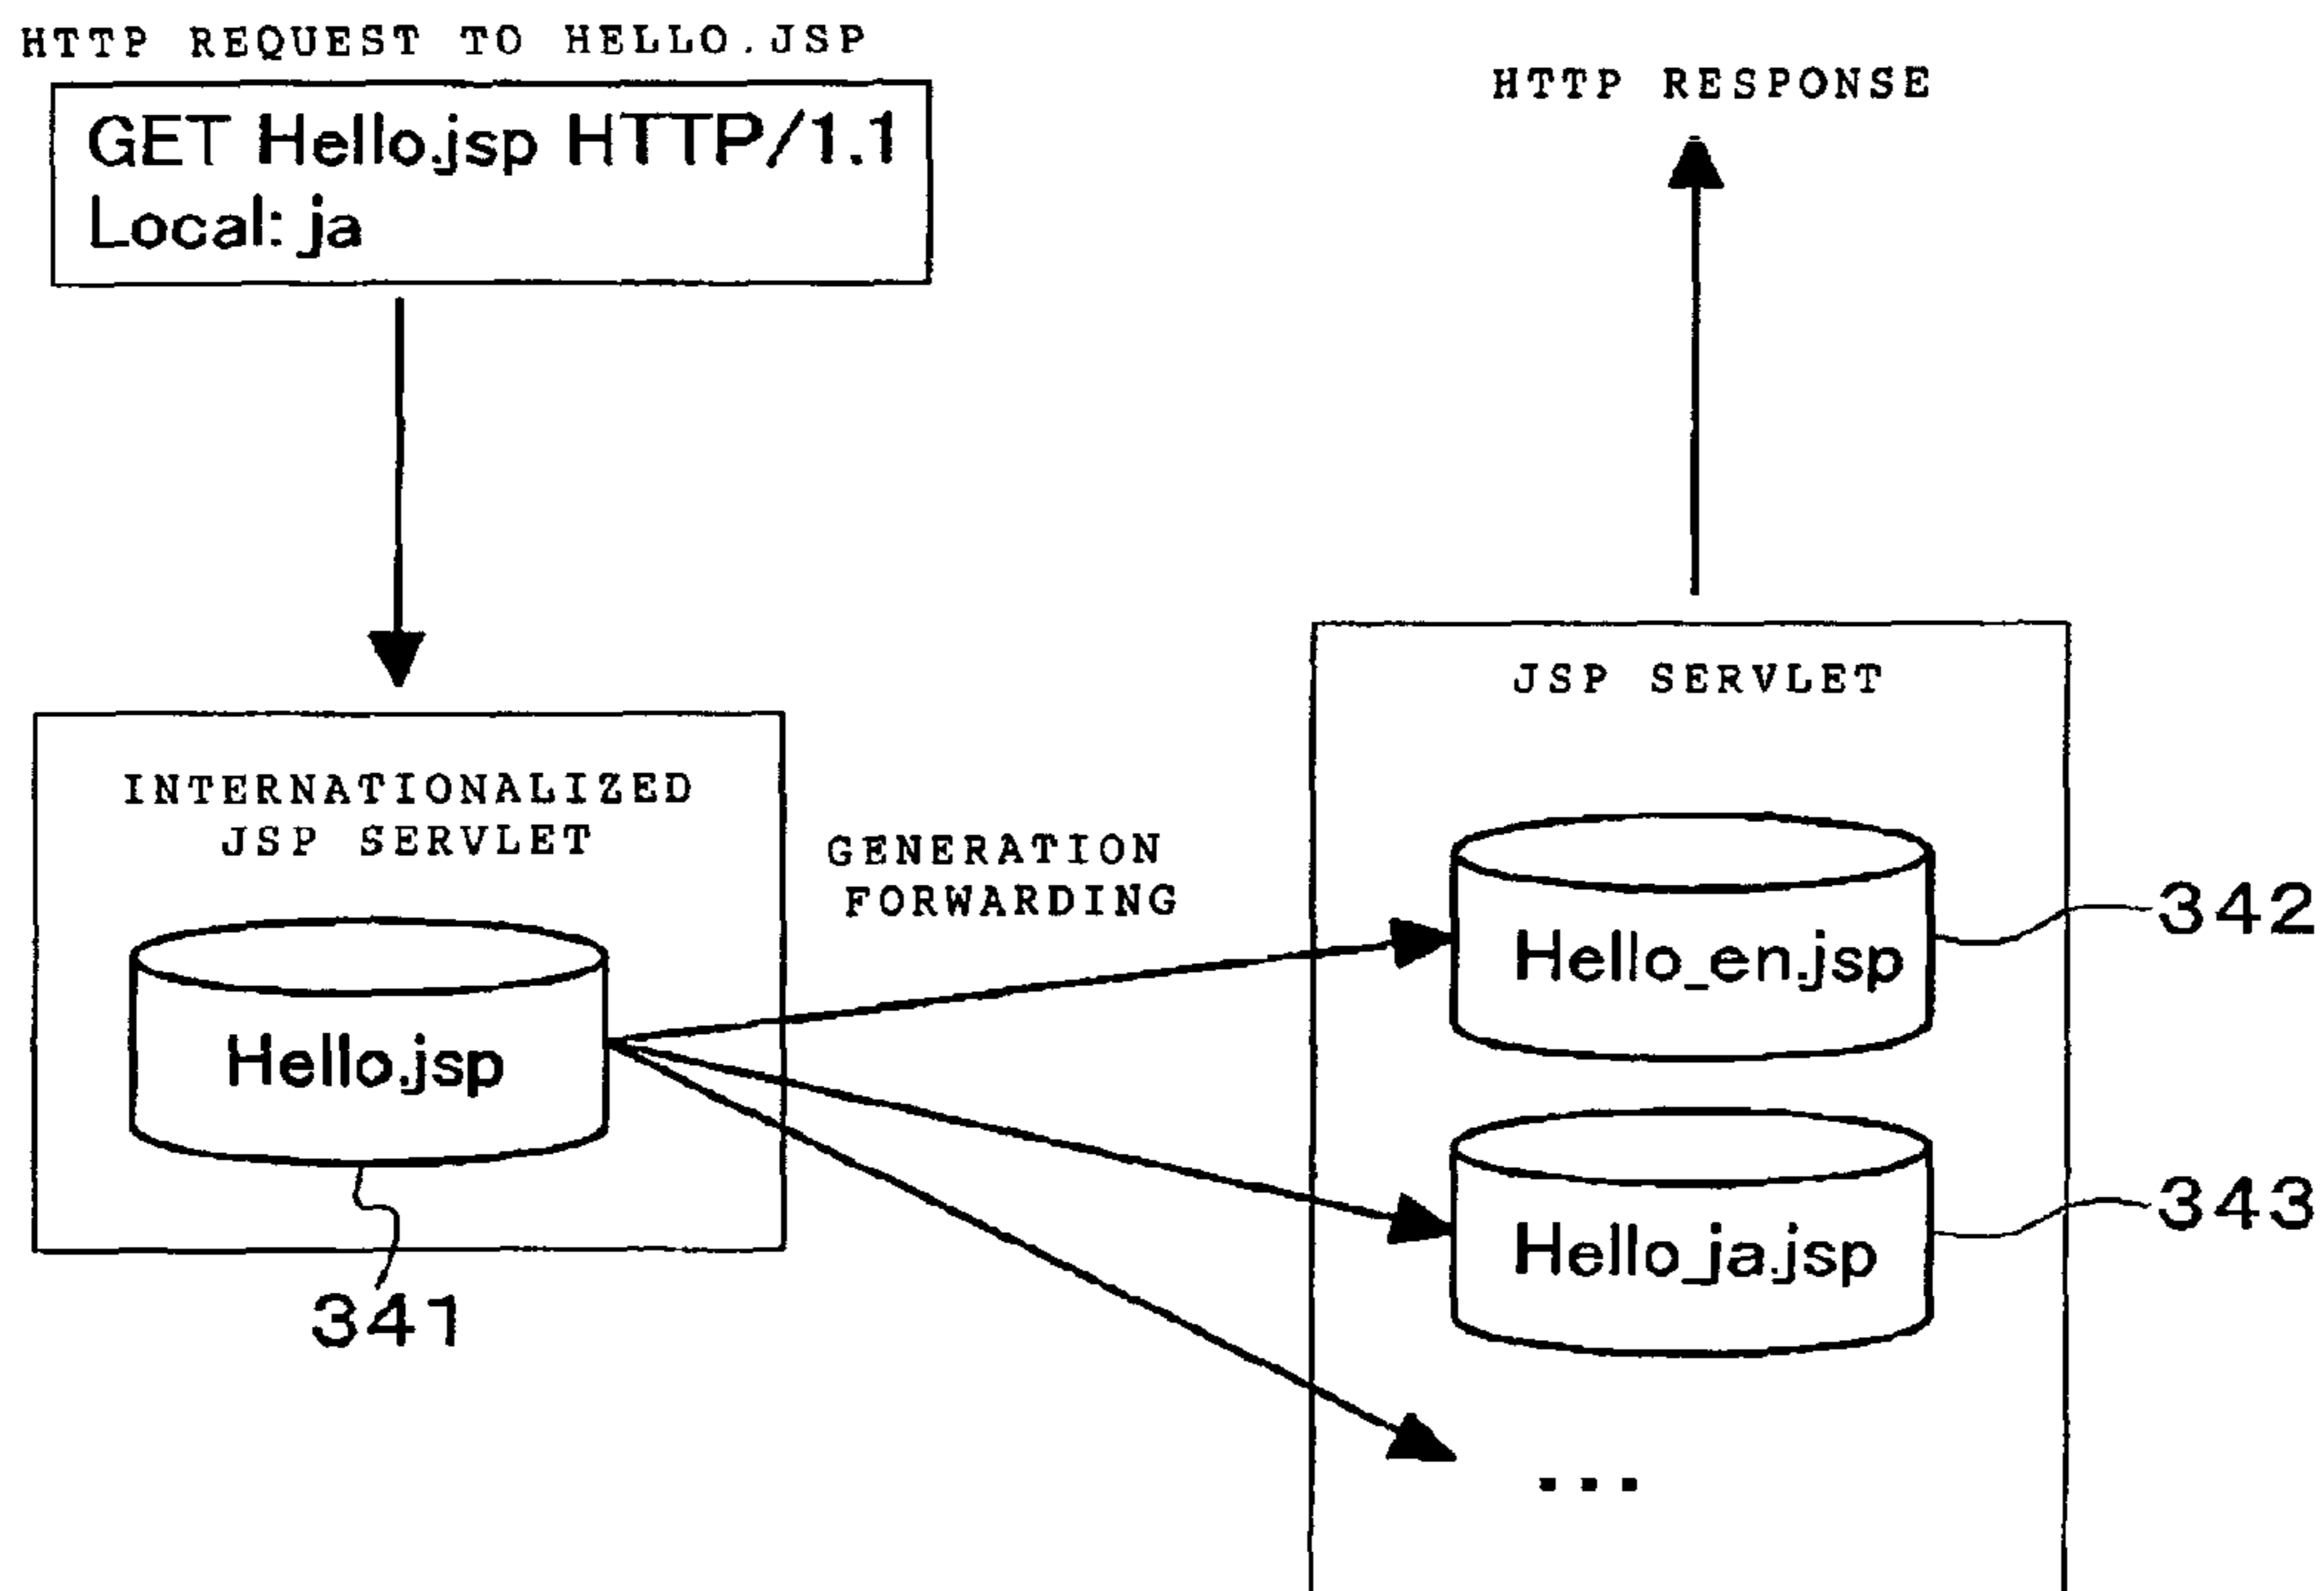 HTTP REQUEST TO HELLO.JSP
GET Hello.jsp HTTP/1.1
Local: ja
HTTP RESPONSE
INTERNATIONALIZED
JSP SERVLET
Hello.jsp
341
GENERATION
FORWARDING
JSP SERVLET
Hello_en.jsp
342
Hello_ja.jsp
343
...